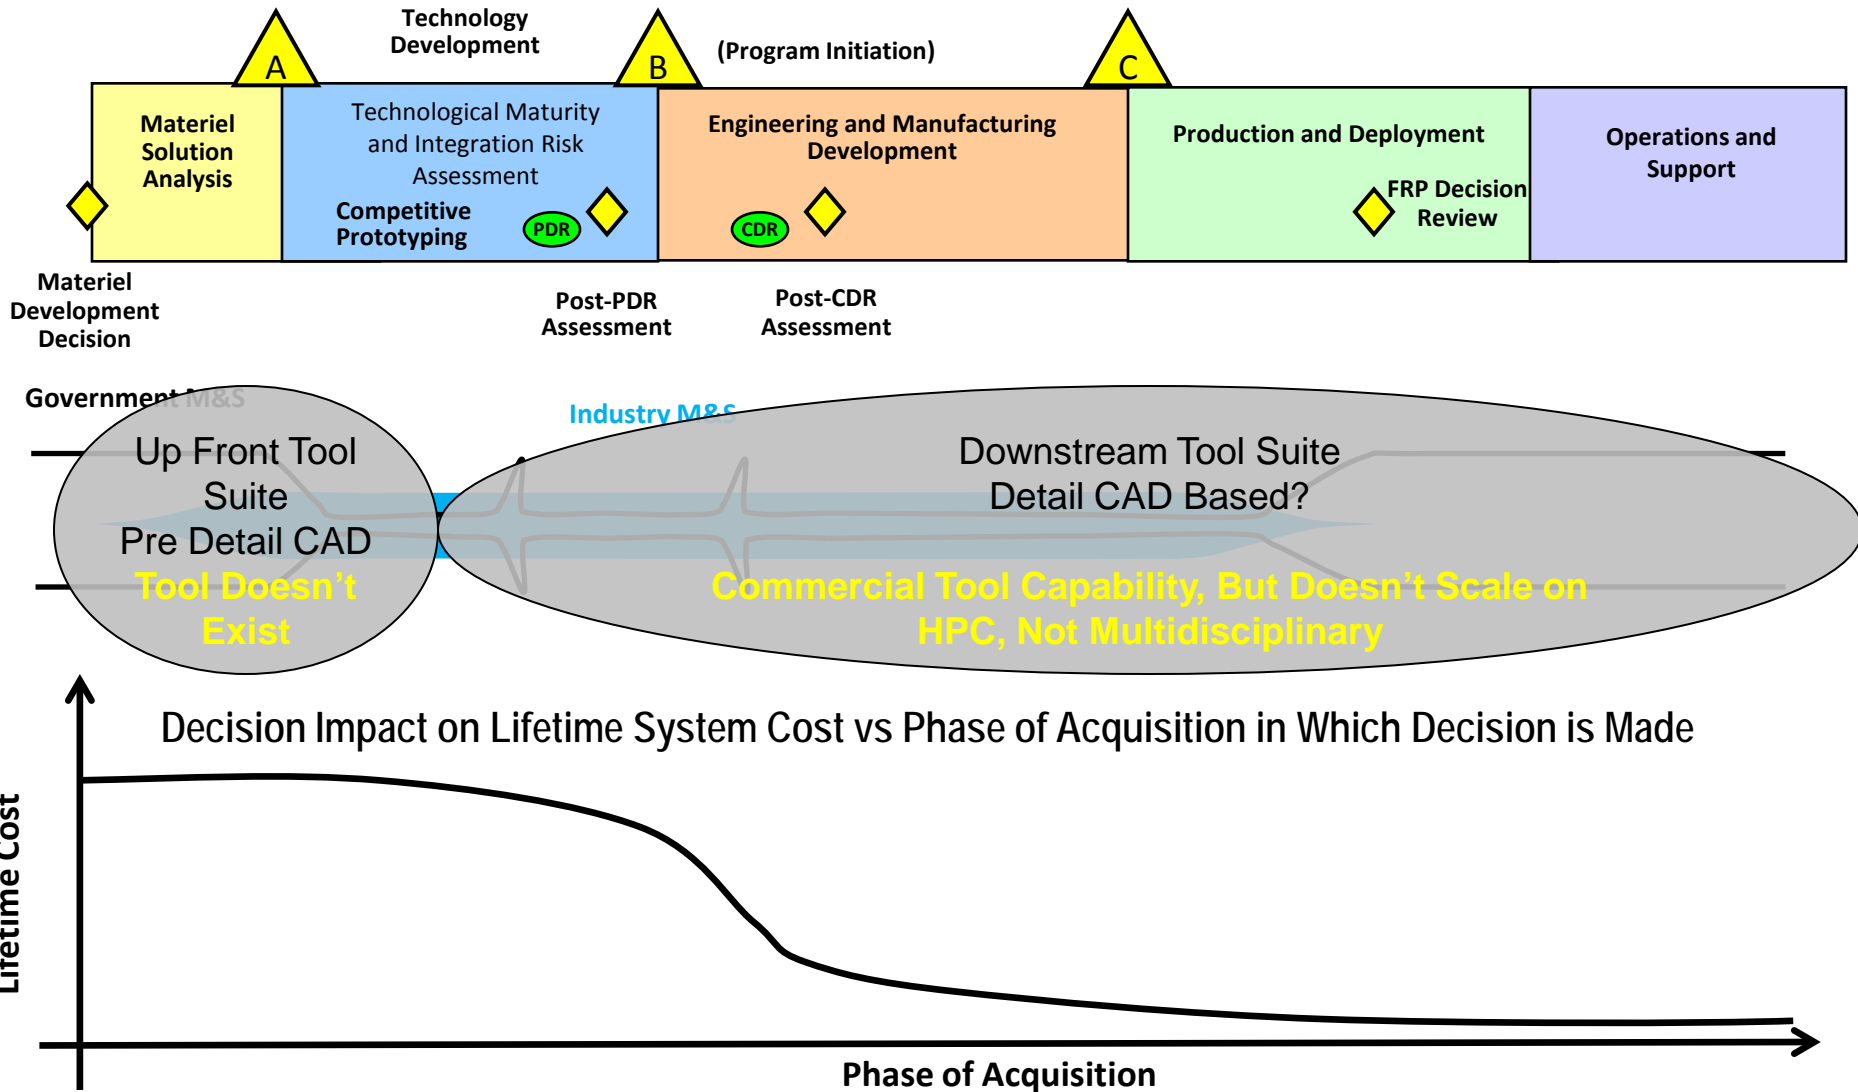 Technology
Development
(Program Initiation)
A
B
C
Materiel
Solution
Analysis
Technological Maturity
and Integration Risk
Assessment
Competitive
Prototyping
PDR
Engineering and Manufacturing
Development
CDR
Production and Deployment
FRP Decision
Review
Operations and
Support
Materiel
Development
Decision
Post-PDR
Assessment
Post-CDR
Assessment
Government M&S
Industry M&S
Up Front Tool
Suite
Pre Detail CAD
Tool Doesn't
Exist
Downstream Tool Suite
Detail CAD Based?
Commercial Tool Capability, But Doesn't Scale on
HPC, Not Multidisciplinary
Decision Impact on Lifetime System Cost vs Phase of Acquisition in Which Decision is Made
Lifetime Cost
Phase of Acquisition